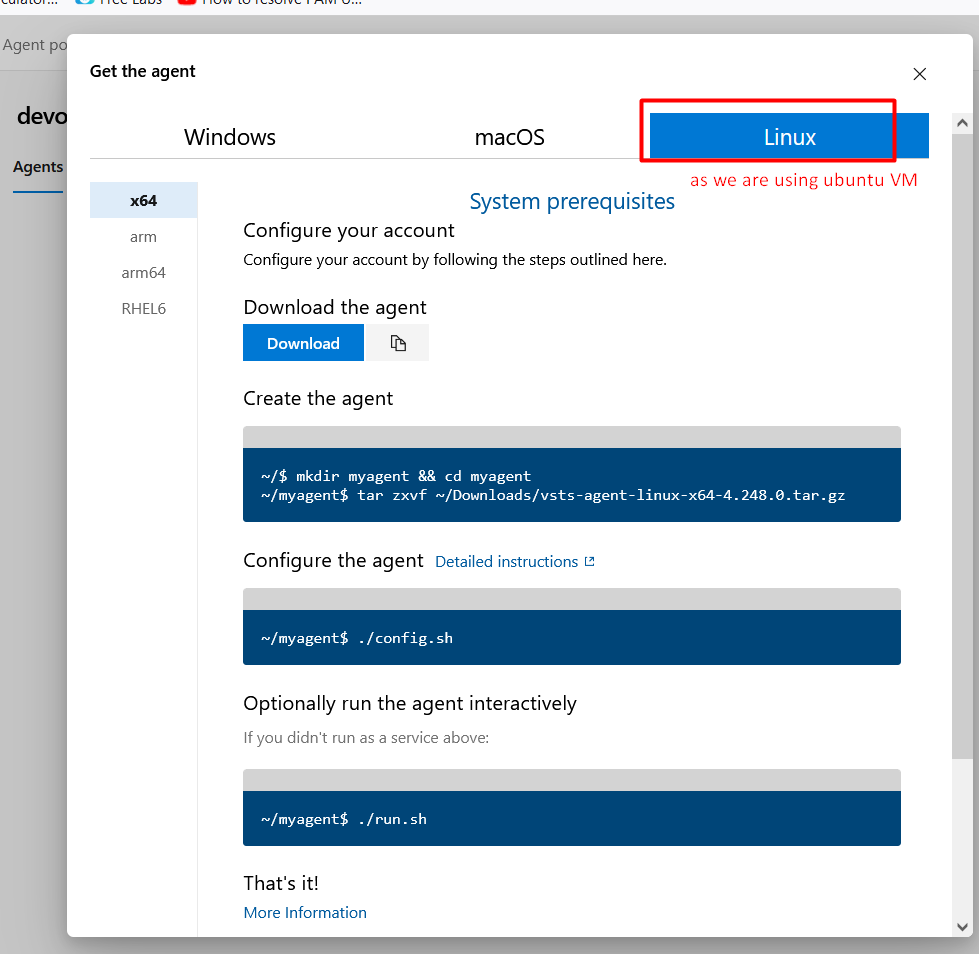 Free Labs
How to resolve PAM U...
Agent po
Get the agent
devo
Windows
macOS
Linux
Agents
as we are using ubuntu VM
x64
System prerequisites
arm
Configure your account
Configure your account by following the steps outlined here.
arm64
RHEL6
Download the agent
Download
Create the agent
~/$ mkdir myagent && cd myagent
~/myagent$ tar zxvf ~/Downloads/vsts-agent-linux-x64-4.248.0.tar.gz
Configure the agent Detailed instructions
~/myagent$ ./config.sh
Optionally run the agent interactively
If you didn't run as a service above:
~/myagent$ ./run.sh
That's it!
More Information